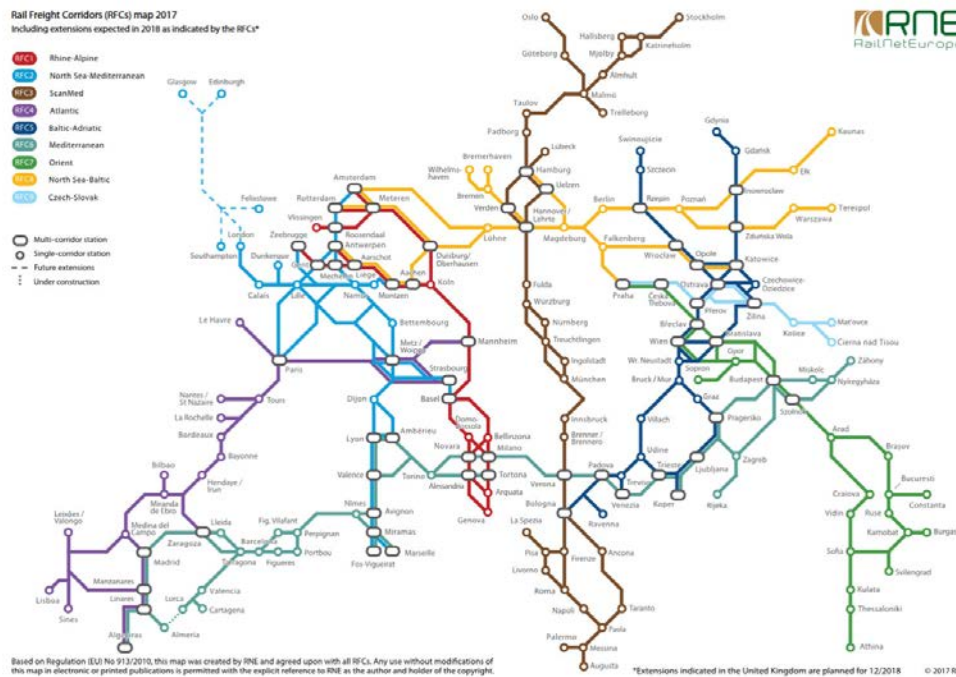 Rail Freight Corridors (RFCs) map 2017
Including extensions expected in 2018 as indicated by the RFCs*
RNE
RailNetEurope
RFC1 Rhine-Alpine
RFC2 North Sea-Mediterranean
RFC3 ScanMed
RFC4 Atlantic
RFC5 Baltic-Adriatic
RFC6 Mediterranean
RFC7 Orient
RFC8 North Sea-Baltic
RFC9 Czech-Slovak
Multi-corridor station
Single-corridor station
Future extensions
Under construction
Oslo
Stockholm
Hallsberg
Katrineholm
Göteborg
Mjölby
Älmhult
Malmö
Taulov
Trelleborg
Padborg
Lübeck
Glasgow
Edinburgh
Gdynia
Swinoujscie
Gdańsk
Kaunas
Bremerhaven
Wilhelms-
haven
Hamburg
Szczecin
Ełk
Amsterdam
Bremen
Uelzen
Inowrocław
Felixstowe
Rotterdam
Meteren
Verden
Hannover /
Lehrte
Berlin
Rzepin
Poznań
Terespol
Vlissingen
Roosendaal
Warszawa
London
Zeebrugge
Antwerpen
Löhne
Magdeburg
Falkenberg
Zduńska Wola
Southampton
Dunkerque
Gent
Mechelen
Aarschot
Liège
Aachen
Duisburg/
Oberhausen
Wrocław
Opole
Katowice
Calais
Lille
Namur
Montzen
Köln
Fulda
Praha
Česká
Třebová
Ostrava
Czechowice-
Dziedzice
Wurzburg
Přerov
Žilina
Le Havre
Bettembourg
Nürnberg
Břeclav
Košice
Maťovce
Metz /
Woippy
Mannheim
Treuchtlingen
Wien
Bratislava
Cierna nad Tisou
Paris
Strasbourg
Ingolstadt
Wr. Neustadt
Sopron
Győr
Záhony
Basel
München
Bruck / Mur
Budapest
Miskolc
Nyíregyháza
Nantes /
St Nazaire
Tours
Dijon
Graz
Szolnok
La Rochelle
Domo-
dossola
Bellinzona
Innsbruck
Villach
Pragersko
Arad
Bordeaux
Lyon
Ambérieu
Novara
Milano
Brenner /
Brennero
Udine
Zagreb
Brașov
Bayonne
Bilbao
Valence
Torino
Alessandria
Tortona
Verona
Padova
Treviso
Trieste
Ljubljana
Hendaye /
Irun
Miranda
de Ebro
Nîmes
Avignon
Arquata
Bologna
Venezia
Koper
Rijeka
Craiova
Bucuresti
Constanta
Leixões /
Valongo
Medina del
Campo
Lleida
Fig. Vilafant
Perpignan
Miramas
Genova
La Spezia
Ravenna
Vidin
Ruse
Zaragoza
Barcelona
Figueres
Portbou
Fos Viguerat
Marseille
Pisa
Firenze
Ancona
Karnobat
Burgas
Madrid
Tarragona
Livorno
Sofia
Svilengrad
Manzanares
Valencia
Roma
Kulata
Lisboa
Sines
Linares
Lorca
Cartagena
Napoli
Taranto
Thessaloniki
Algeciras
Almería
Paola
Palermo
Messina
Athina
Augusta
Based on Regulation (EU) No 913/2010, this map was created by RNE and agreed upon with all RFCs. Any use without modifications of
this map in electronic or printed publications is permitted with the explicit reference to RNE as the author and holder of the copyright.
*Extensions indicated in the United Kingdom are planned for 12/2018
© 2017 R